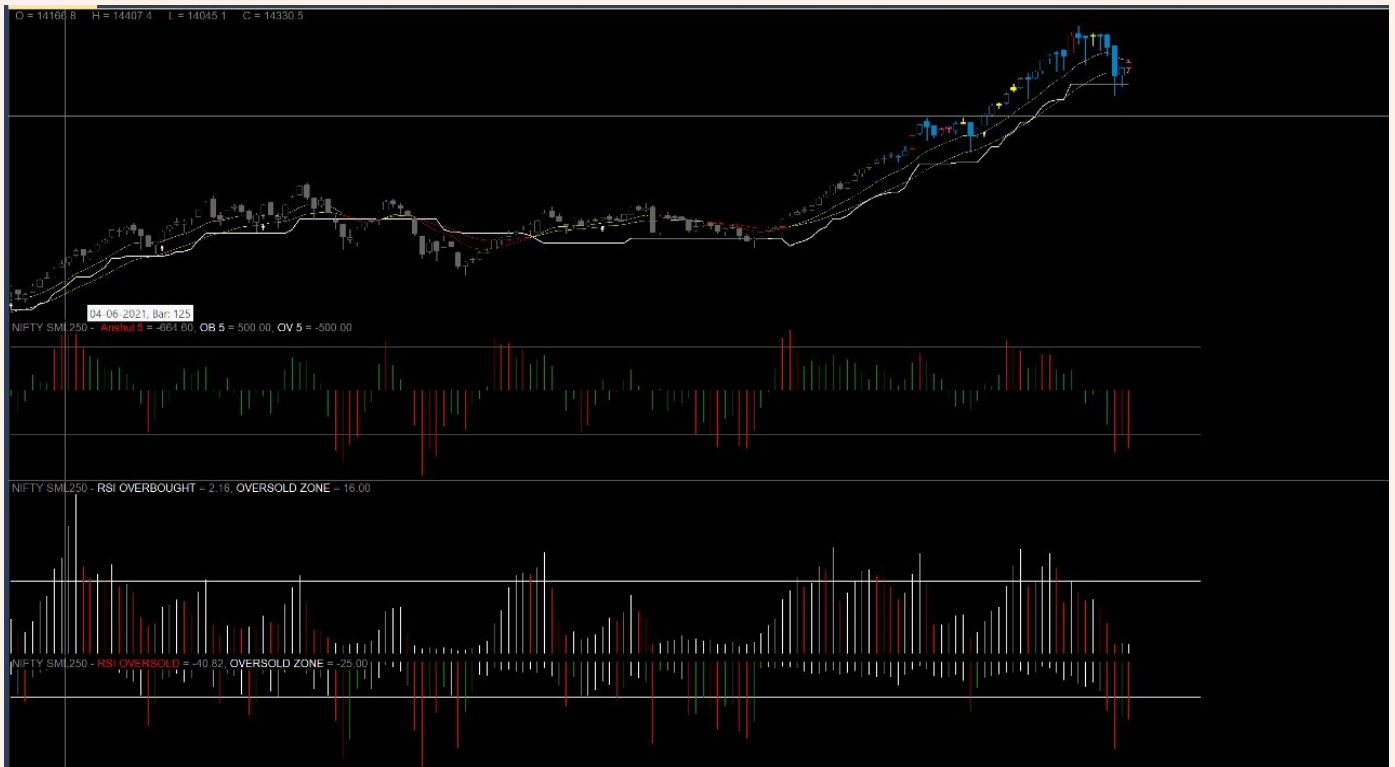 O = 14166.8 H = 14407.4 L = 14045.1 C = 14330.5
04-06-2021, Bar: 125
NIFTY SML250 - Anshul 5 = -664.60, OB 5 = 500.00, OV 5 = -500.00
NIFTY SML250 - RSI OVERBOUGHT = 2.16, OVERSOLD ZONE = 16.00
NIFTY SML250 - RSI OVERSOLD = -40.82, OVERSOLD ZONE = -25.00